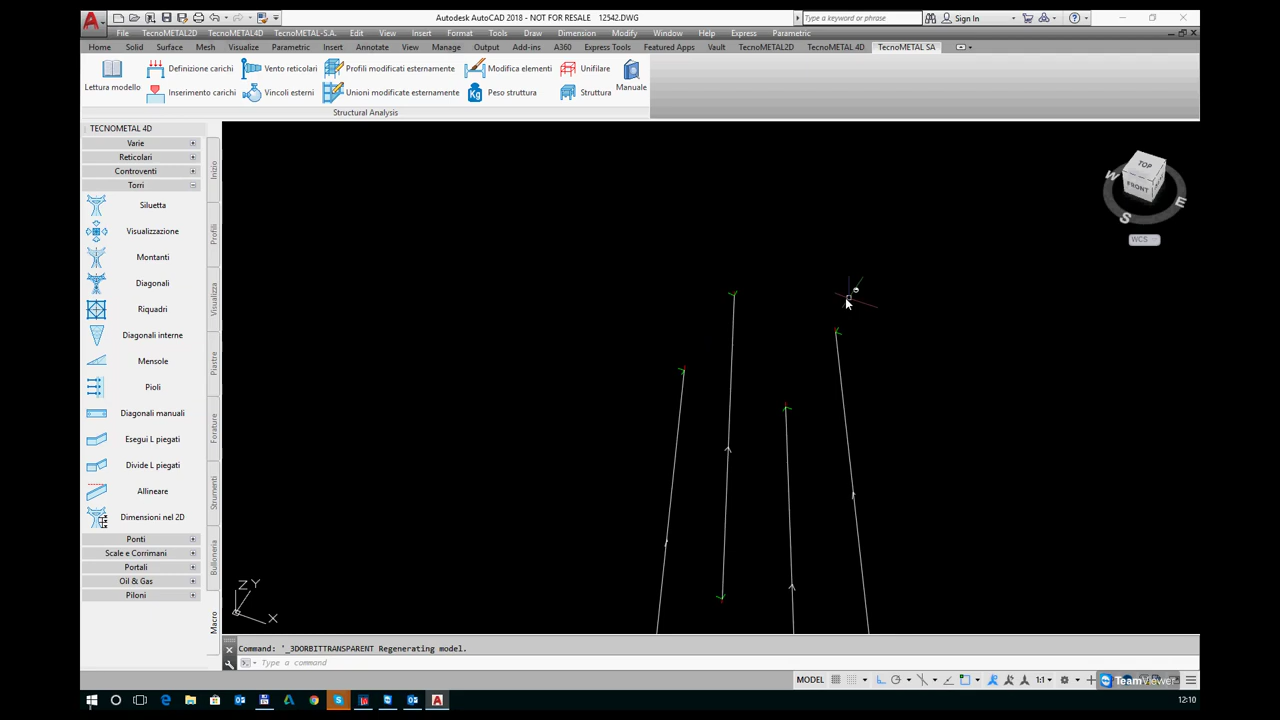 Autodesk AutoCAD 2018 - NOT FOR RESALE 12542.DWG
Type a keyword or phrase
Sign In
File TecnoMETAL2D TecnoMETAL4D TecnoMETAL-S.A. Edit View Insert Format Tools Draw Dimension Modify Window Help Express Parametric
Home Solid Surface Mesh Visualize Parametric Insert Annotate View Manage Output Add-ins A360 Express Tools Featured Apps Vault TecnoMETAL2D TecnoMETAL 4D TecnoMETAL SA
Definizione carichi Vento reticolari Profili modificati esternamente Modifica elementi Unifilare
Lettura modello Manuale
Inserimento carichi Vincoli esterni Unioni modificate esternamente Kg Peso struttura Struttura
Structural Analysis
TECNOMETAL 4D
Varie
Reticolari
Controventi
Torri
Siluetta
Visualizzazione
Montanti
Diagonali
Riquadri
Diagonali interne
Mensole
Pioli
Diagonali manuali
Esegui L piegati
Divide L piegati
Allineare
Dimensioni nel 2D
Ponti
Scale e Corrimani
Portali
Oil & Gas
Piloni
Inizio
Profili
Visualizza
Piastre
Forature
Strumenti
Bulloneria
Macro
TOP
FRONT
W
S
E
WCS
Z Y
X
Command: '_3DORBITTRANSPARENT Regenerating model.
Type a command
MODEL
1:1
TeamViewer
12:10